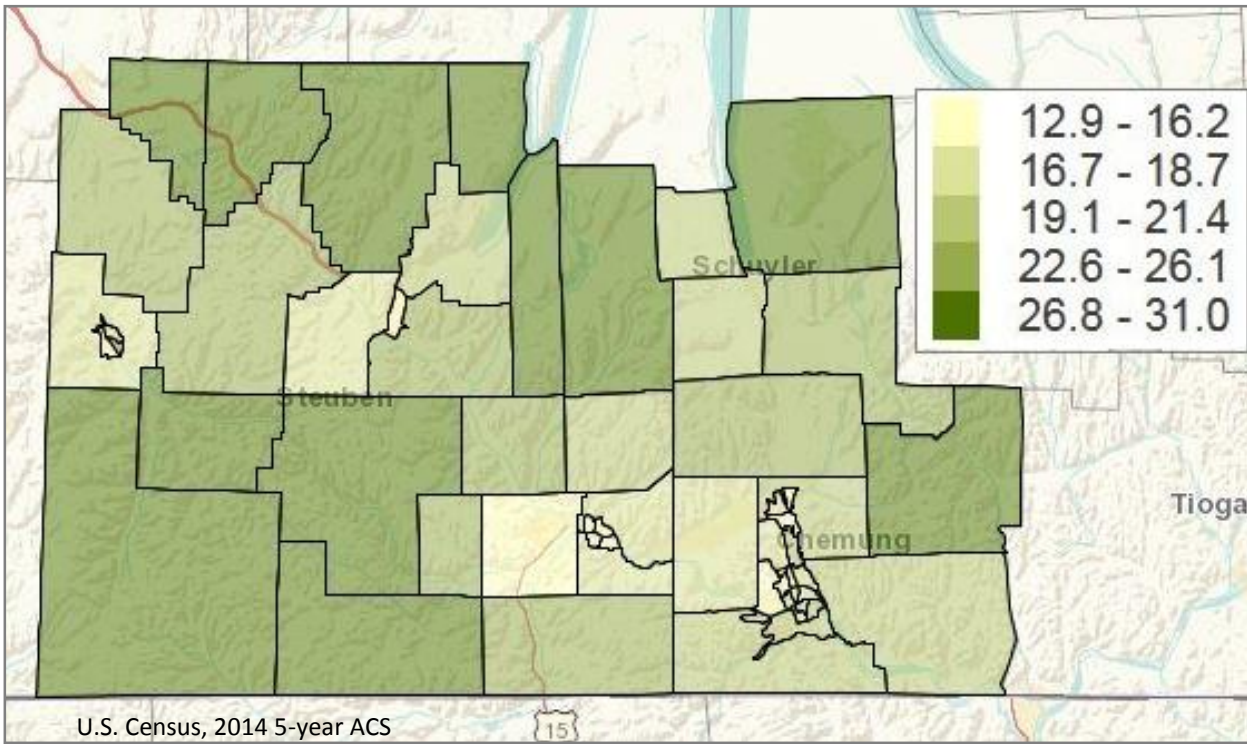 12.9 - 16.2
16.7 - 18.7
19.1 - 21.4
22.6 - 26.1
26.8 - 31.0
Schuyler
Steuben
Tioga
Chemung
U.S. Census, 2014 5-year ACS
15